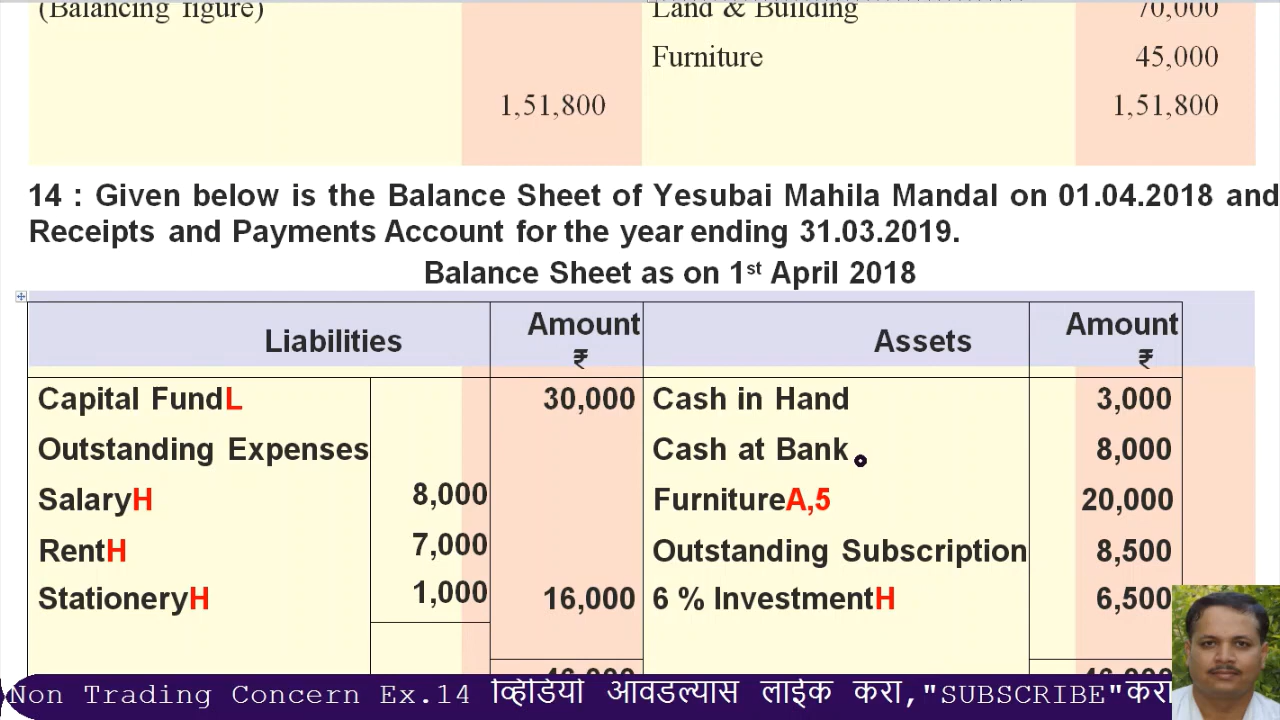 (Balancing figure) Land & Building 70,000
Furniture 45,000
1,51,800 1,51,800
14 : Given below is the Balance Sheet of Yesubai Mahila Mandal on 01.04.2018 and
Receipts and Payments Account for the year ending 31.03.2019.
Balance Sheet as on 1st April 2018
Liabilities Amount ₹ Assets Amount ₹
Capital FundL 30,000 Cash in Hand 3,000
Outstanding Expenses Cash at Bank 8,000
SalaryH 8,000 FurnitureA,5 20,000
RentH 7,000 Outstanding Subscription 8,500
StationeryH 1,000 16,000 6 % InvestmentH 6,500
Non Trading Concern Ex.14 व्हिडियो आवडल्यास लाईक करा,"SUBSCRIBE"करा